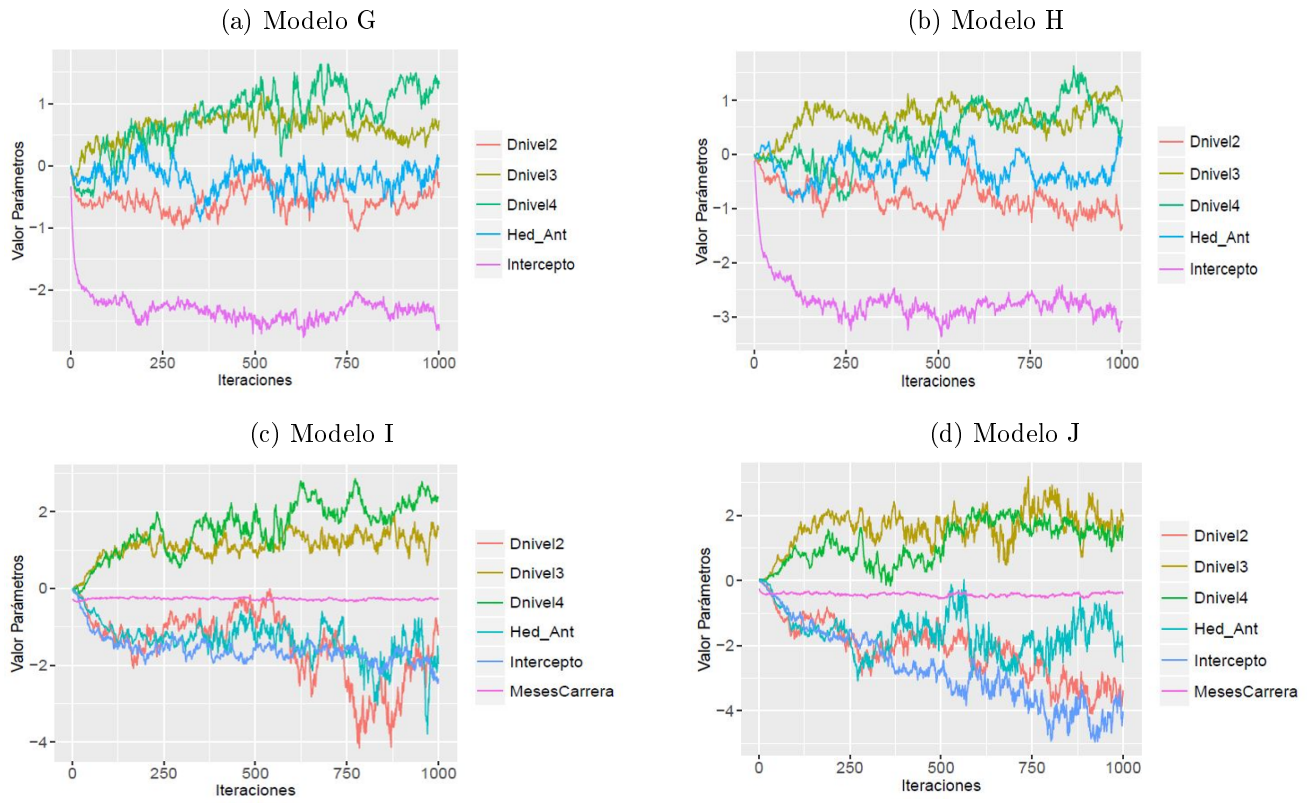 (a) Modelo G
Valor Parámetros
1
0
−1
−2
0
250
500
750
1000
Iteraciones
Dnivel2
Dnivel3
Dnivel4
Hed_Ant
Intercepto
(b) Modelo H
Valor Parámetros
1
0
−1
−2
−3
0
250
500
750
1000
Iteraciones
Dnivel2
Dnivel3
Dnivel4
Hed_Ant
Intercepto
(c) Modelo I
Valor Parámetros
2
0
−2
−4
0
250
500
750
1000
Iteraciones
Dnivel2
Dnivel3
Dnivel4
Hed_Ant
Intercepto
MesesCarrera
(d) Modelo J
Valor Parámetros
2
0
−2
−4
0
250
500
750
1000
Iteraciones
Dnivel2
Dnivel3
Dnivel4
Hed_Ant
Intercepto
MesesCarrera